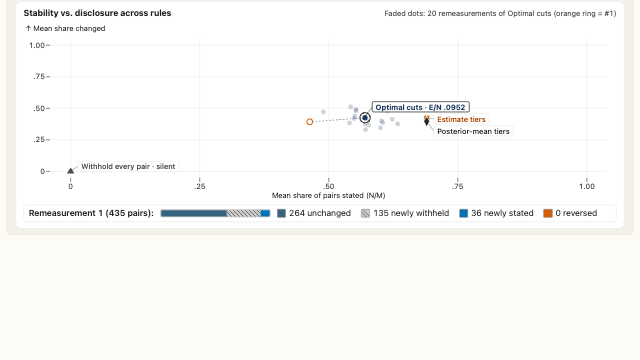 Stability vs. disclosure across rules
Faded dots: 20 remeasurements of Optimal cuts (orange ring = #1)
↑ Mean share changed
1.00
.75
.50
.25
0
Optimal cuts · E/N .0952
Estimate tiers
Posterior-mean tiers
Withhold every pair · silent
0
.25
.50
.75
1.00
Mean share of pairs stated (N/M)
Remeasurement 1 (435 pairs):
264 unchanged
135 newly withheld
36 newly stated
0 reversed